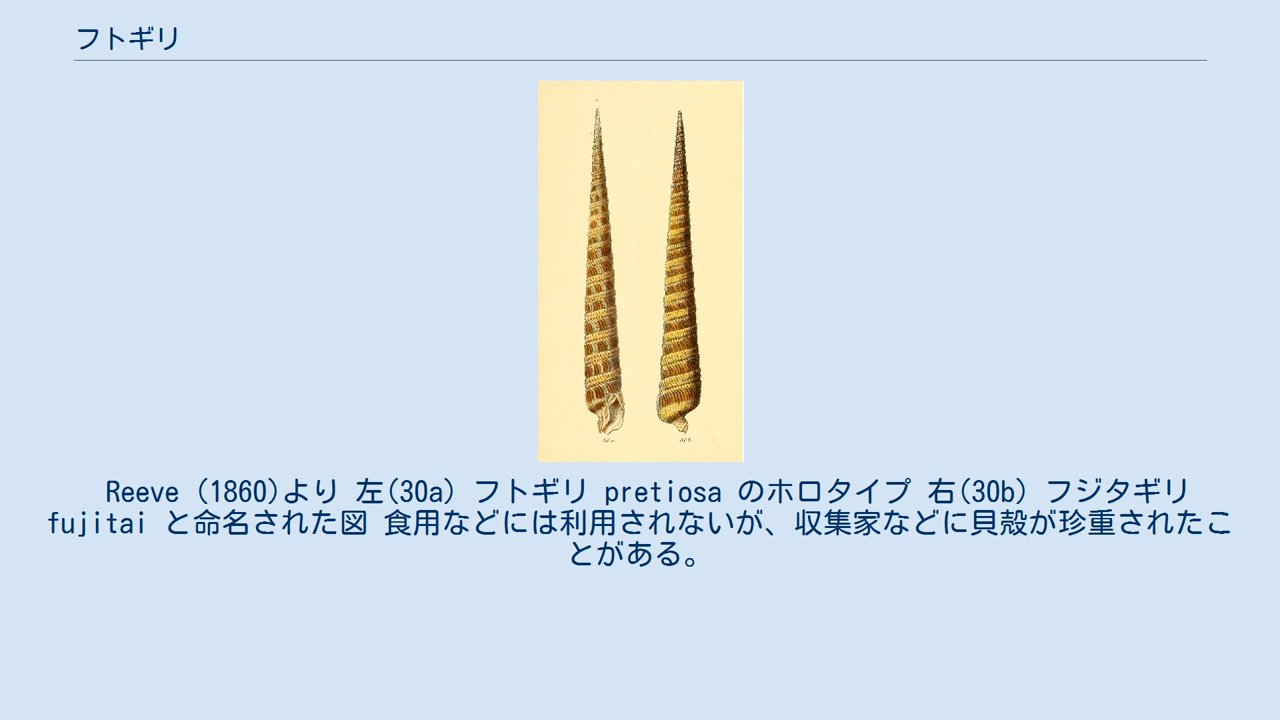 フトギリ
Reeve (1860)より 左(30a) フトギリ pretiosa のホロタイプ 右(30b) フジタギリ
fujitai と命名された図 食用などには利用されないが、収集家などに貝殻が珍重されたこ
とがある。